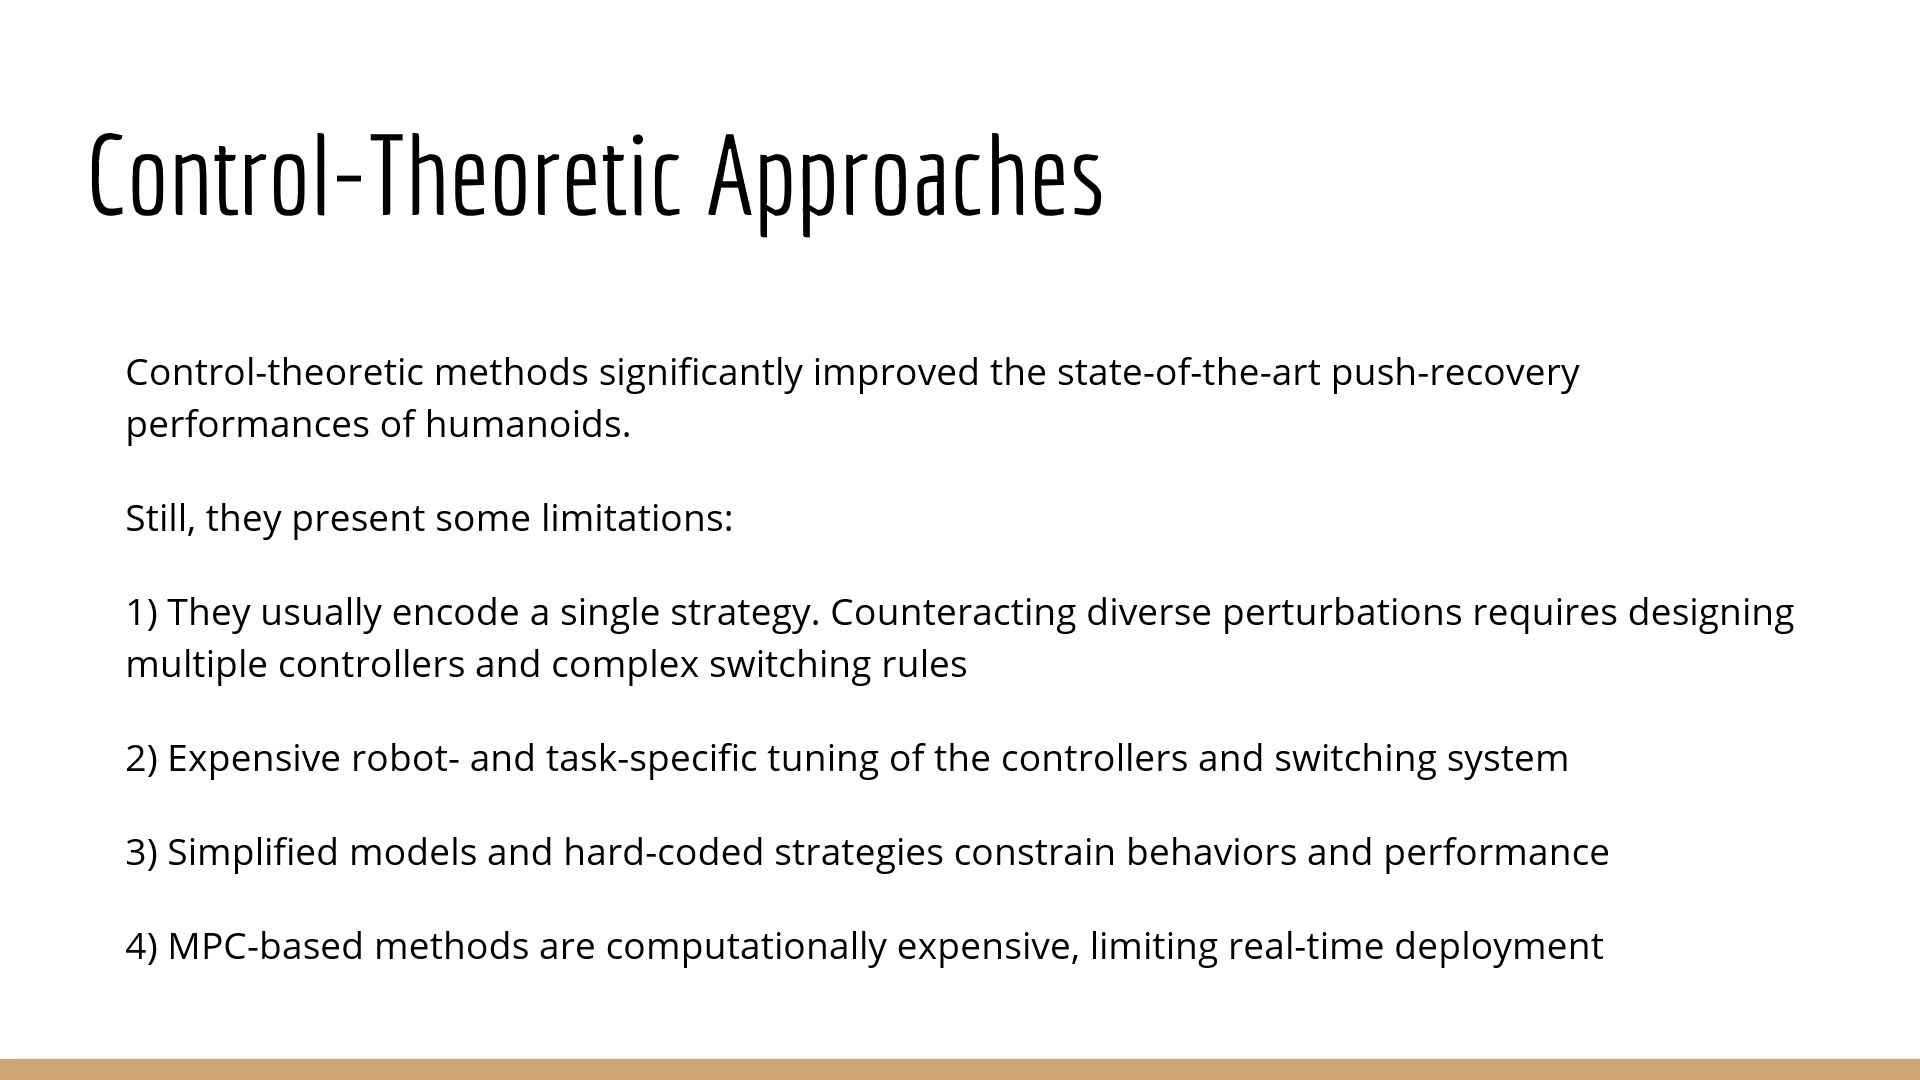 Control-Theoretic Approaches
Control-theoretic methods significantly improved the state-of-the-art push-recovery
performances of humanoids.
Still, they present some limitations:
1) They usually encode a single strategy. Counteracting diverse perturbations requires designing
multiple controllers and complex switching rules
2) Expensive robot- and task-specific tuning of the controllers and switching system
3) Simplified models and hard-coded strategies constrain behaviors and performance
4) MPC-based methods are computationally expensive, limiting real-time deployment